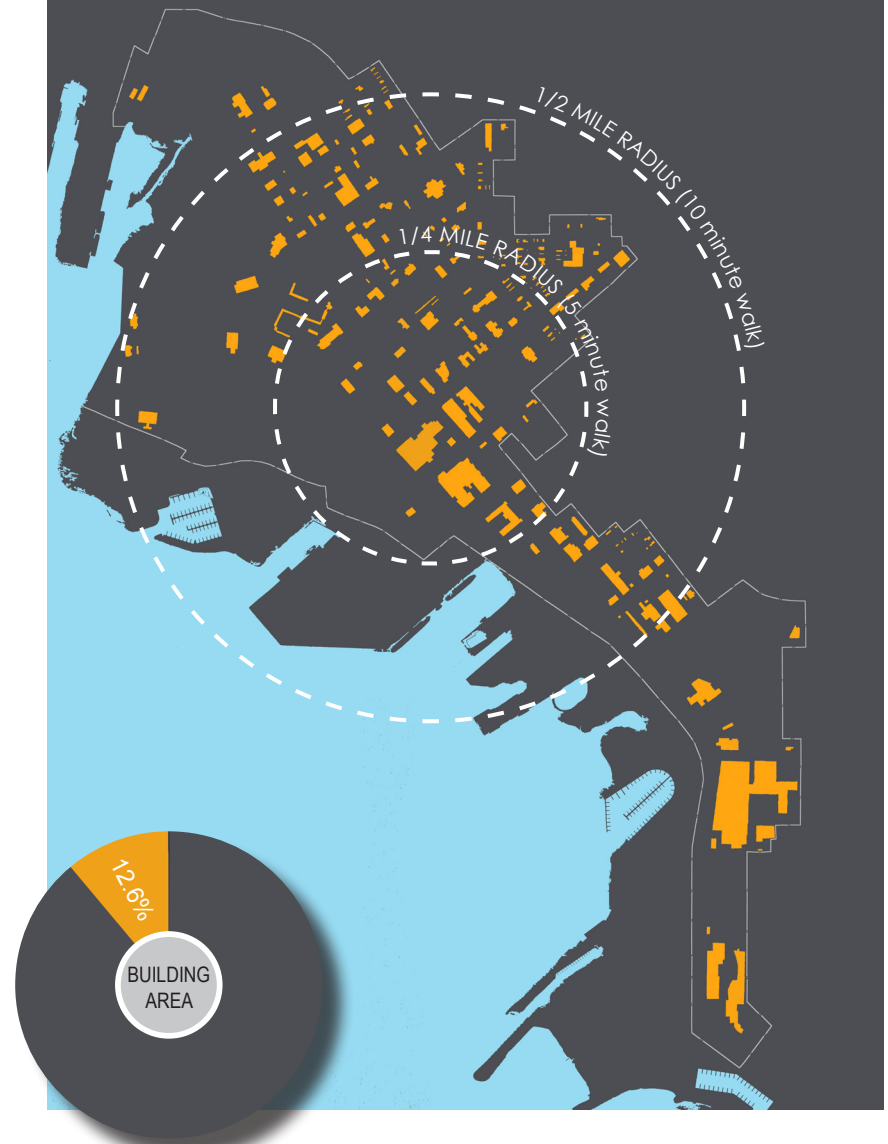 1/2 MILE RADIUS (10 minute walk)
1/4 MILE RADIUS (5 minute walk)
12.6%
BUILDING
AREA